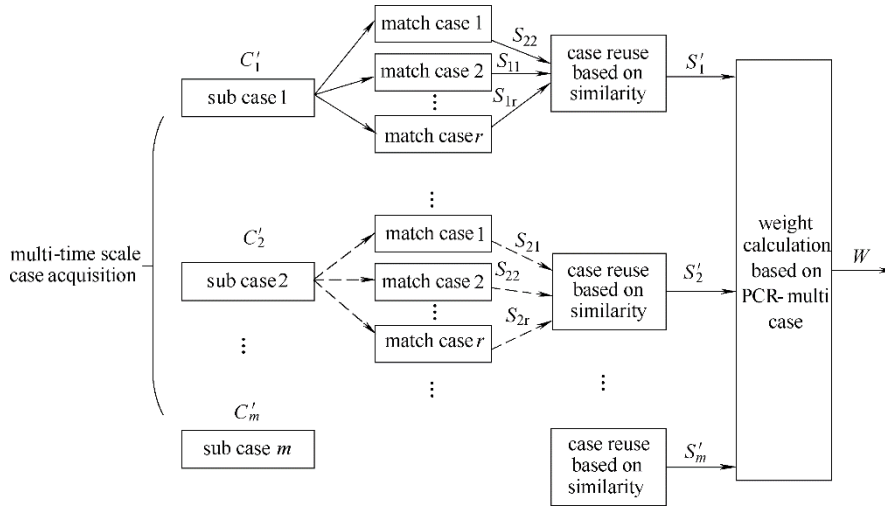 multi-time scale
case acquisition
C′₁
sub case 1
match case 1
match case 2
⋮
match case r
S₂₂
S₁₁
S₁ᵣ
case reuse
based on
similarity
S′₁
⋮
C′₂
sub case 2
⋮
match case 1
match case 2
⋮
match case r
⋮
S₂₁
S₂₂
S₂ᵣ
case reuse
based on
similarity
S′₂
⋮
C′ₘ
sub case m
case reuse
based on
similarity
S′ₘ
weight
calculation
based on
PCR- multi
case
W